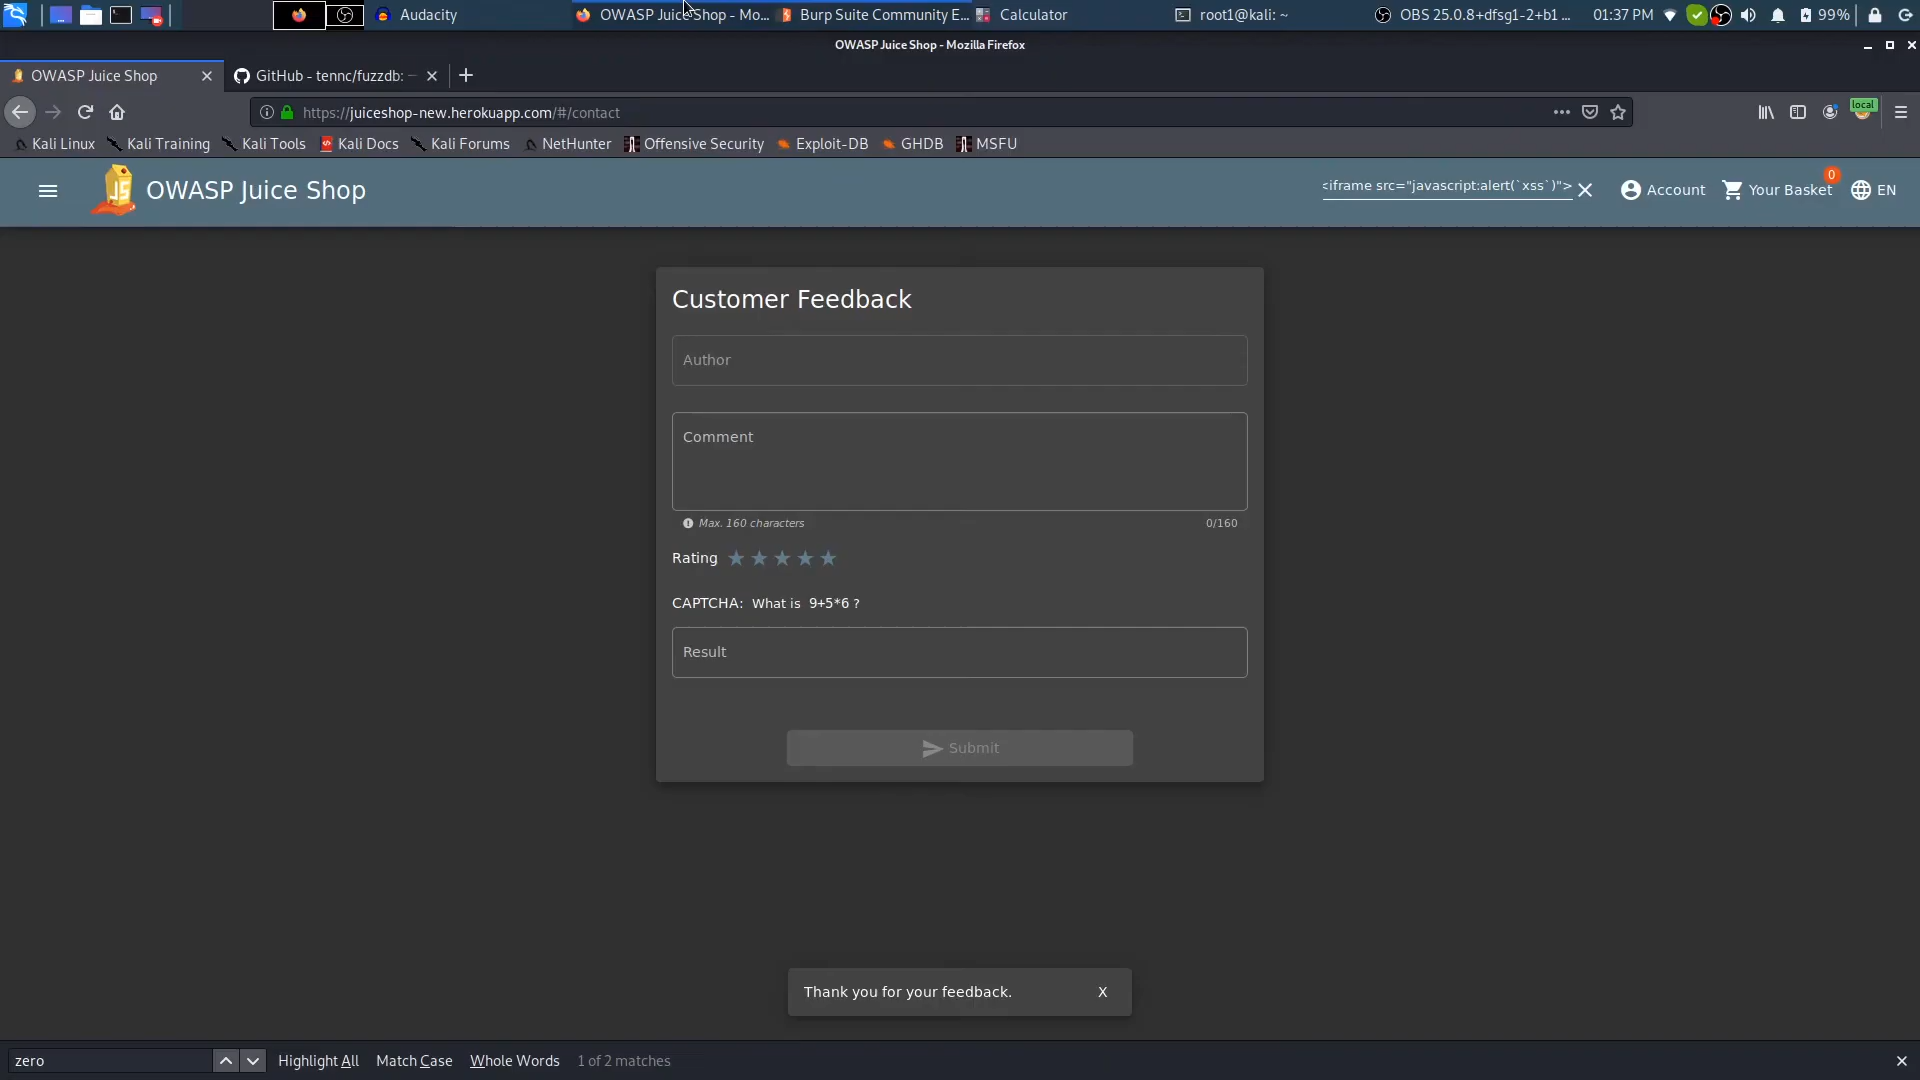 Audacity
OWASP Juice Shop - Mo...
Burp Suite Community E...
Calculator
root1@kali: ~
OBS 25.0.8+dfsg1-2+b1 ...
01:37 PM
99%
OWASP Juice Shop - Mozilla Firefox
OWASP Juice Shop
GitHub - tennc/fuzzdb: 一
https://juiceshop-new.herokuapp.com/#/contact
local
Kali Linux
Kali Training
Kali Tools
Kali Docs
Kali Forums
NetHunter
Offensive Security
Exploit-DB
GHDB
MSFU
JS
OWASP Juice Shop
<iframe src="javascript:alert(`xss`)">
Account
Your Basket
0
EN
Customer Feedback
Author
Comment
Max. 160 characters
0/160
Rating
CAPTCHA: What is 9+5*6 ?
Result
Submit
Thank you for your feedback.
X
zero
Highlight All
Match Case
Whole Words
1 of 2 matches